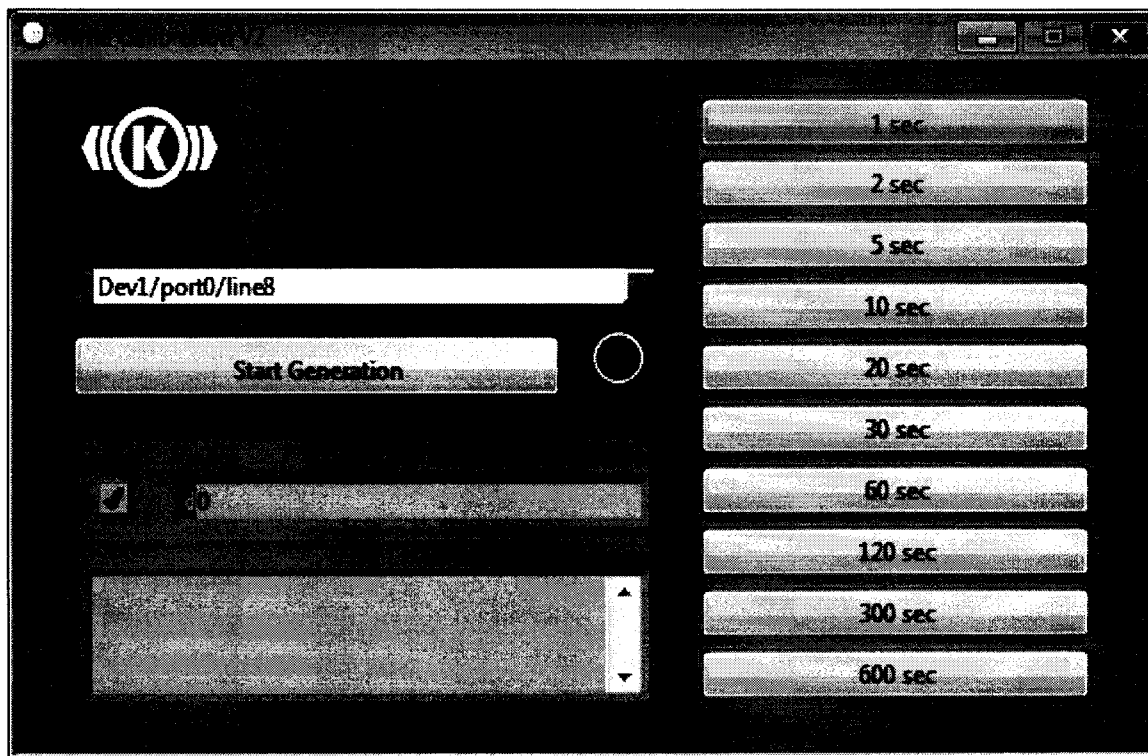 K
Dev1/port0/line8
Start Generation
1 sec
2 sec
5 sec
10 sec
20 sec
30 sec
60 sec
120 sec
300 sec
600 sec